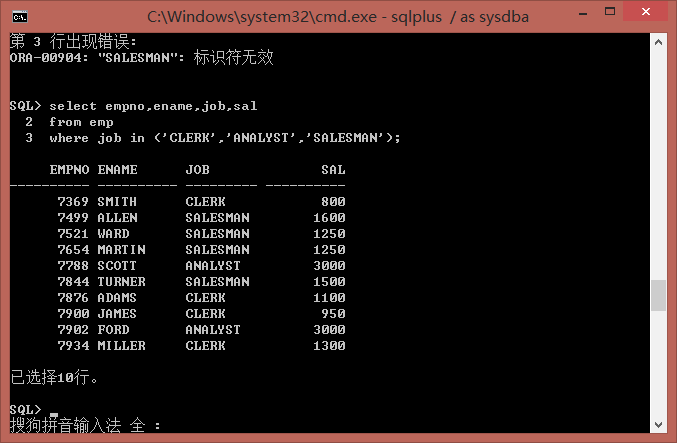 C:\Windows\system32\cmd.exe - sqlplus / as sysdba
第 3 行出现错误:
ORA-00904: "SALESMAN": 标识符无效
SQL> select empno,ename,job,sal
  2  from emp
  3  where job in ('CLERK','ANALYST','SALESMAN');
     EMPNO ENAME      JOB              SAL
---------- ---------- --------- ----------
      7369 SMITH      CLERK            800
      7499 ALLEN      SALESMAN        1600
      7521 WARD       SALESMAN        1250
      7654 MARTIN     SALESMAN        1250
      7788 SCOTT      ANALYST         3000
      7844 TURNER     SALESMAN        1500
      7876 ADAMS      CLERK           1100
      7900 JAMES      CLERK            950
      7902 FORD       ANALYST         3000
      7934 MILLER     CLERK           1300
已选择10行。
SQL> _
搜狗拼音输入法 全 :